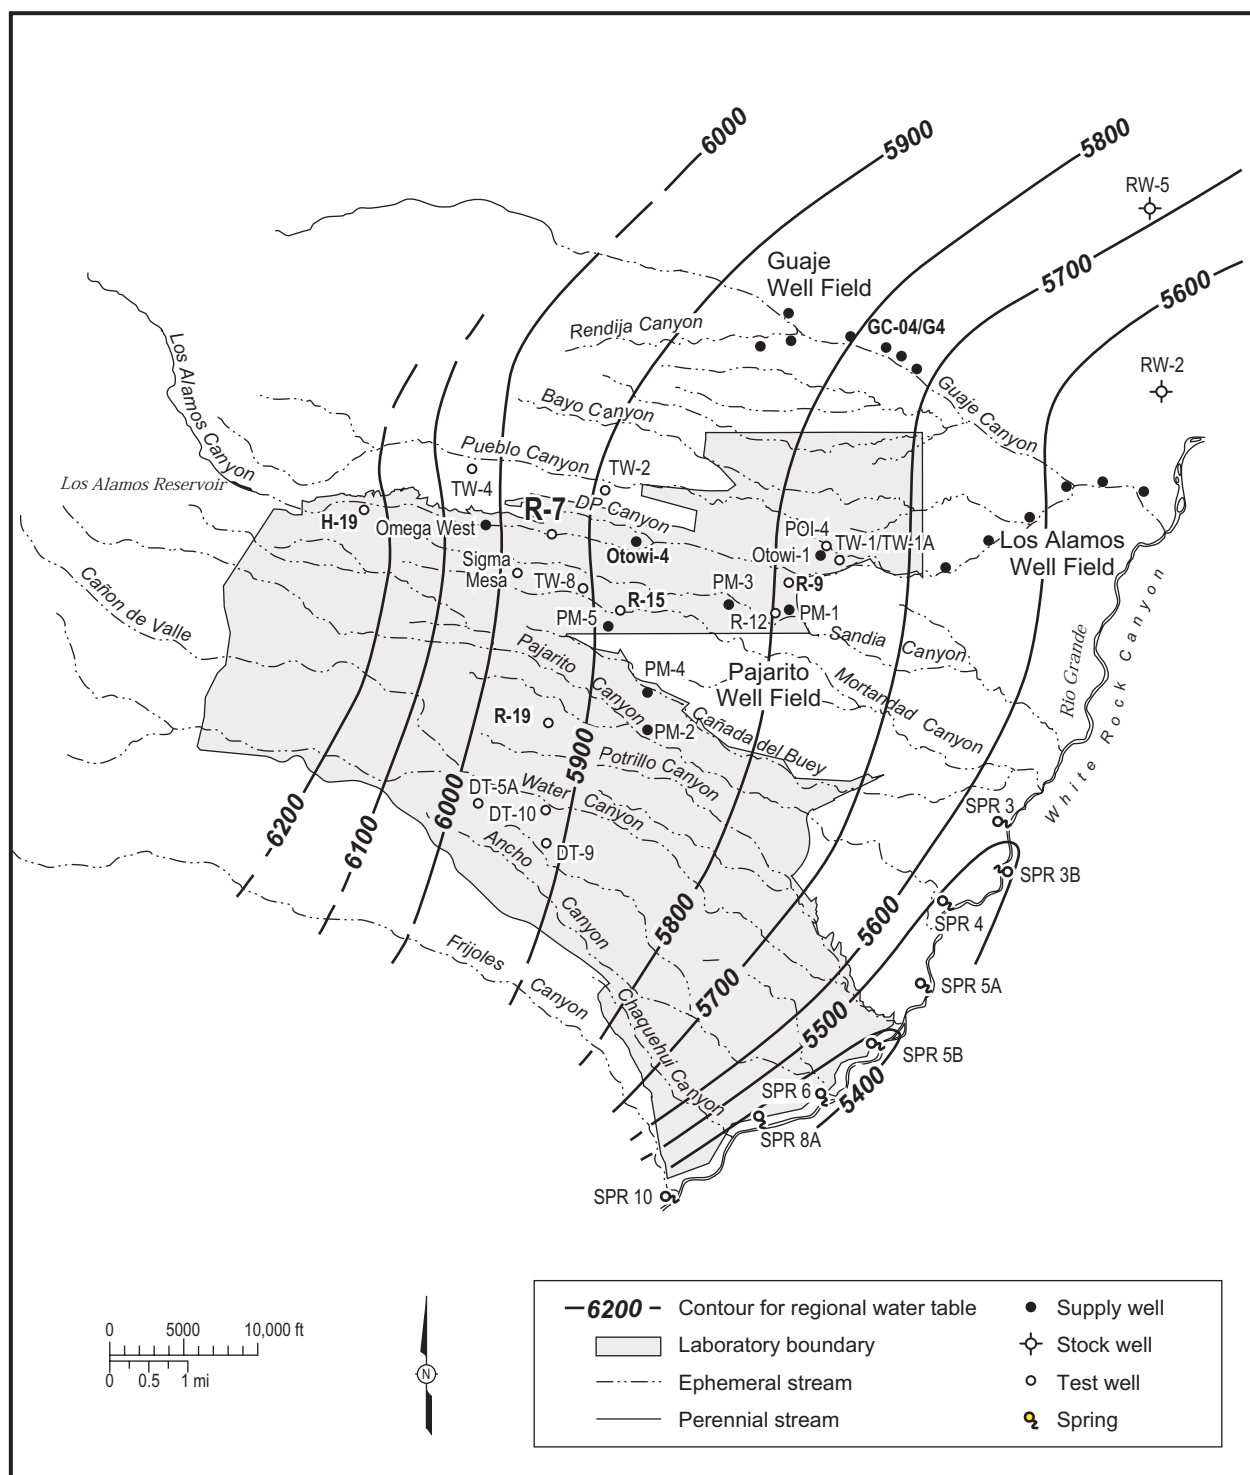 6000
5900
5800
RW-5
5700
5600
Guaje
Well Field
GC-04/G4
Rendija Canyon
Los Alamos Canyon
RW-2
Guaje Canyon
Bayo Canyon
Pueblo Canyon
TW-2
TW-4
Los Alamos Reservoir
DP Canyon
H-19
Omega West
R-7
POI-4
TW-1/TW-1A
Otowi-4
Otowi-1
Los Alamos
Well Field
Sigma
Mesa
TW-8
PM-3
R-9
R-15
PM-5
R-12
PM-1
Cañon de Valle
Sandia Canyon
Rio Grande
White Rock Canyon
Pajarito Canyon
PM-4
Pajarito
Well Field
Mortandad Canyon
R-19
PM-2
Cañada del Buey
5900
Potrillo Canyon
6200
6100
6000
DT-5A
Water Canyon
DT-10
SPR 3
Ancho Canyon
DT-9
SPR 3B
5800
5600
SPR 4
Frijoles Canyon
5700
SPR 5A
Chaquehui Canyon
5500
SPR 5B
SPR 6
5400
SPR 8A
SPR 10
0 5000 10,000 ft
0 0.5 1 mi
N
6200 Contour for regional water table
Laboratory boundary
Ephemeral stream
Perennial stream
Supply well
Stock well
Test well
Spring